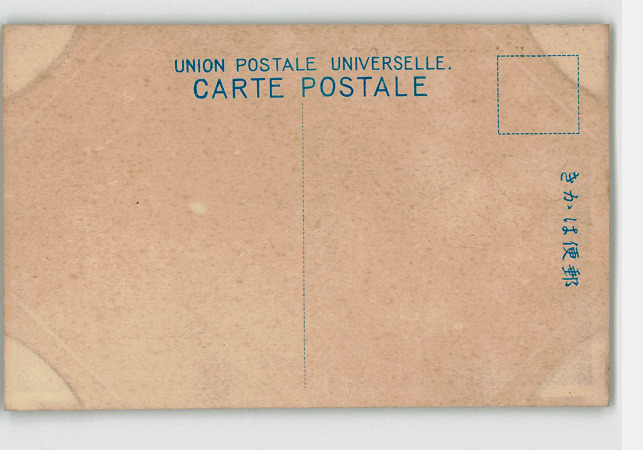 UNION POSTALE UNIVERSELLE.
CARTE POSTALE
郵便はかき